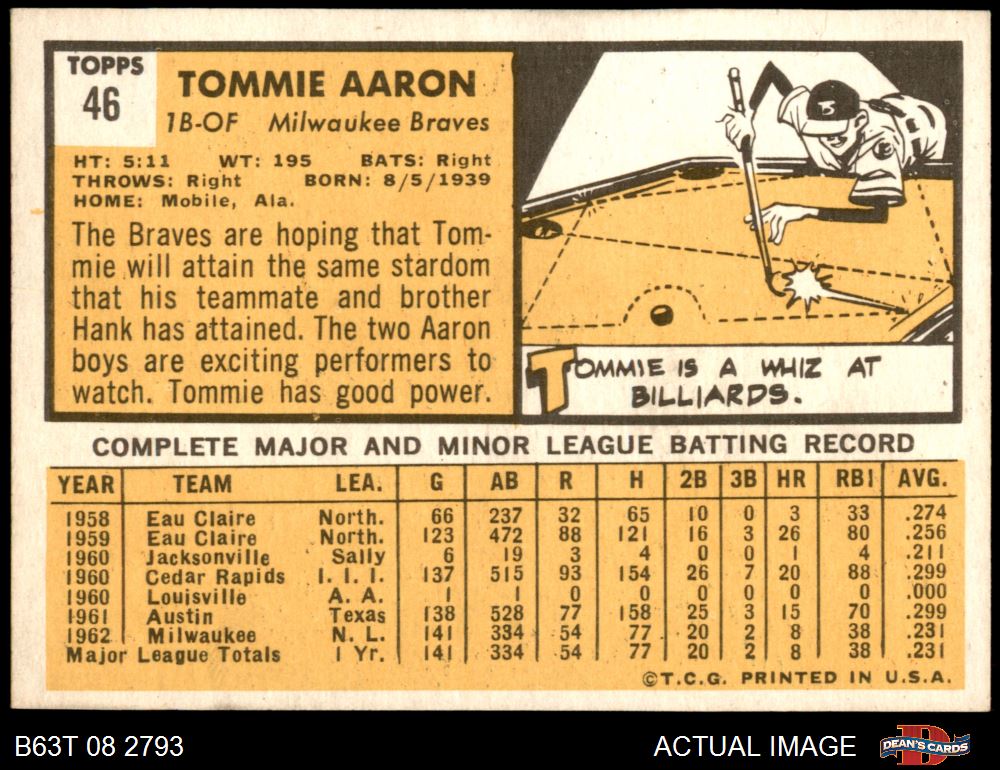 TOPPS
46
TOMMIE AARON
1B-OF Milwaukee Braves
HT: 5:11 WT: 195 BATS: Right
THROWS: Right BORN: 8/5/1939
HOME: Mobile, Ala.
The Braves are hoping that Tom-
mie will attain the same stardom
that his teammate and brother
Hank has attained. The two Aaron
boys are exciting performers to
watch. Tommie has good power.
B
TOMMIE IS A WHIZ AT
BILLIARDS.
COMPLETE MAJOR AND MINOR LEAGUE BATTING RECORD
YEAR TEAM LEA. G AB R H 2B 3B HR RBI AVG.
1958 Eau Claire North. 66 237 32 65 10 0 3 33 .274
1959 Eau Claire North. 123 472 88 121 16 3 26 80 .256
1960 Jacksonville Sally 6 19 3 4 0 0 1 4 .211
1960 Cedar Rapids I. I. I. 137 515 93 154 26 7 20 88 .299
1960 Louisville A. A. 1 1 0 0 0 0 0 0 .000
1961 Austin Texas 138 528 77 158 25 3 15 70 .299
1962 Milwaukee N. L. 141 334 54 77 20 2 8 38 .231
Major League Totals 1 Yr. 141 334 54 77 20 2 8 38 .231
©T.C.G. PRINTED IN U.S.A.
B63T 08 2793
ACTUAL IMAGE
D
DEAN'S CARDS